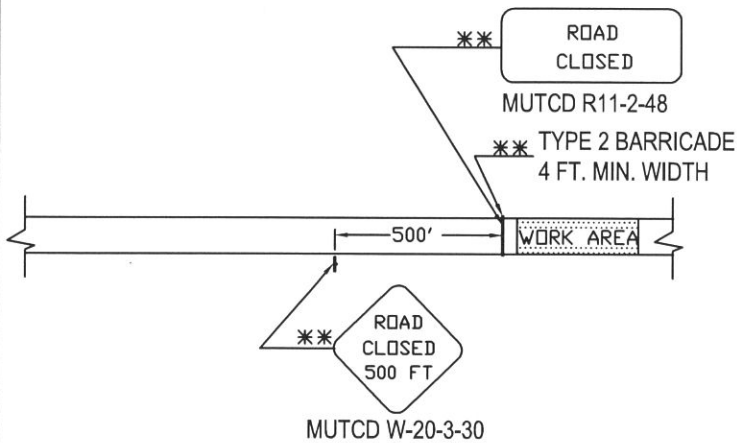 ** ROAD
CLOSED
MUTCD R11-2-48
** TYPE 2 BARRICADE
4 FT. MIN. WIDTH
500'
WORK AREA
** ROAD
CLOSED
500 FT
MUTCD W-20-3-30